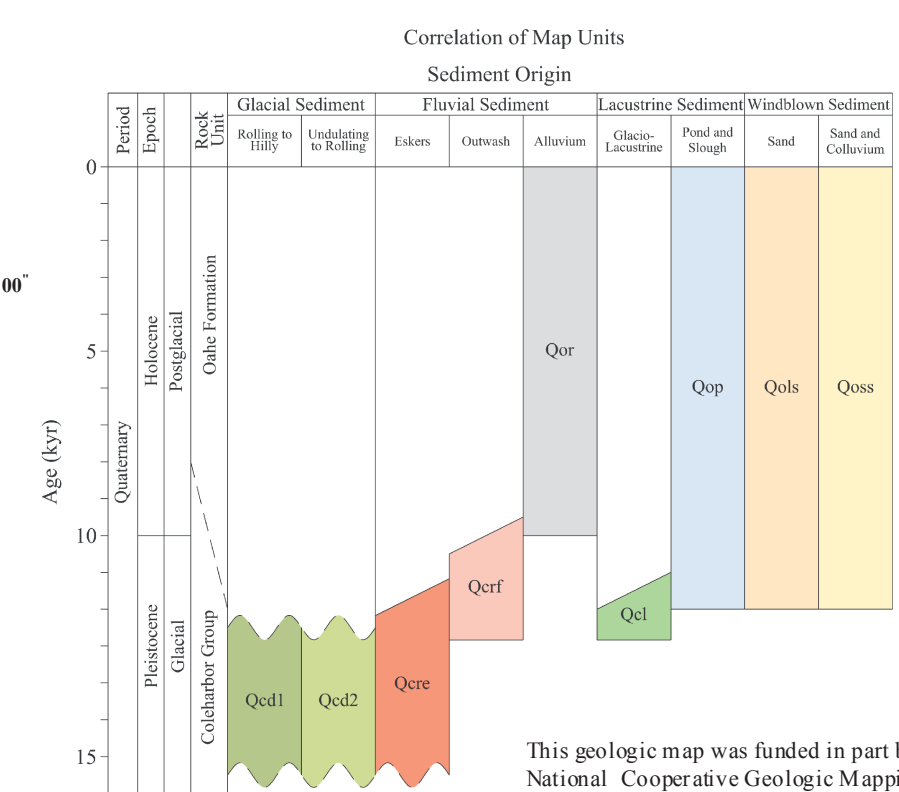 Correlation of Map Units
Sediment Origin
Period
Epoch
Rock
Unit
Glacial Sediment
Fluvial Sediment
Lacustrine Sediment
Windblown Sediment
Rolling to
Hilly
Undulating
to Rolling
Eskers
Outwash
Alluvium
Glacio-
Lacustrine
Pond and
Slough
Sand
Sand and
Colluvium
0
5
10
15
Age (kyr)
00"
Quaternary
Holocene
Postglacial
Oahe Formation
Pleistocene
Glacial
Coleharbor Group
Qor
Qop
Qols
Qoss
Qcrf
Qcl
Qcre
Qcd1
Qcd2
This geologic map was funded in part
National Cooperative Geologic